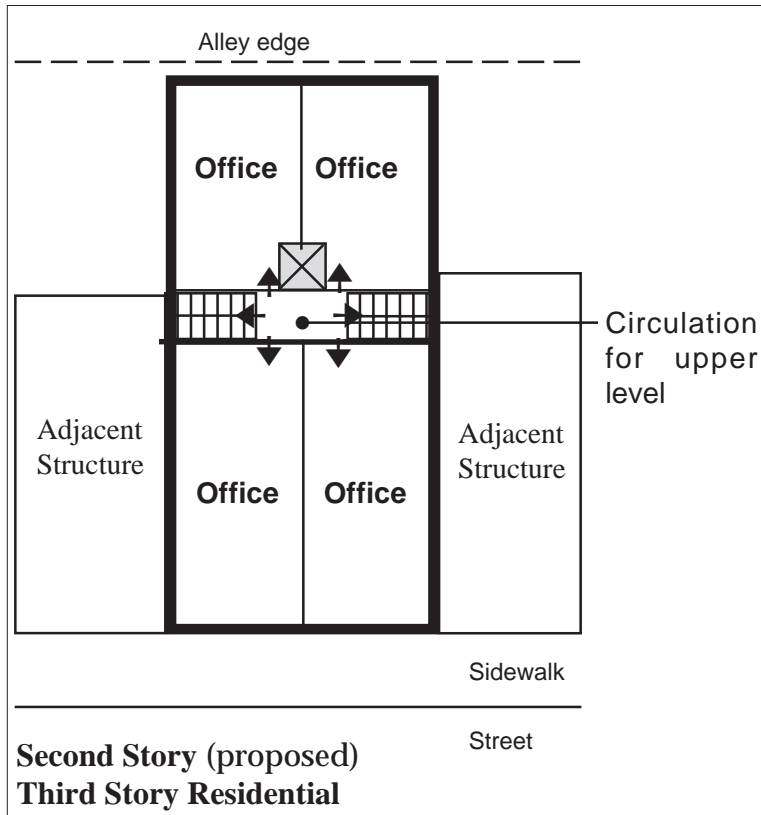 Alley edge
Office
Office
Circulation
for upper
level
Adjacent
Structure
Adjacent
Structure
Office
Office
Sidewalk
Street
Second Story (proposed)
Third Story Residential